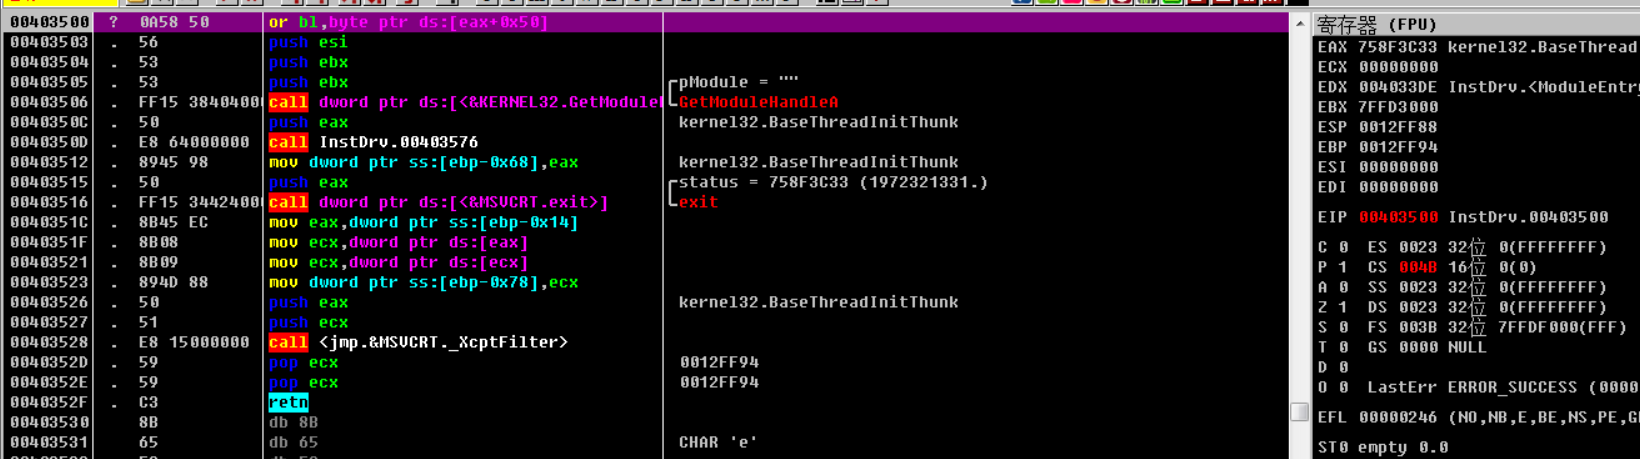 00403500 ? 0A58 50 or bl,byte ptr ds:[eax+0x50]
00403503 . 56 push esi
00403504 . 53 push ebx
00403505 . 53 push ebx pModule = ""
00403506 . FF15 38404000 call dword ptr ds:[<&KERNEL32.GetModule GetModuleHandleA
0040350C . 50 push eax kernel32.BaseThreadInitThunk
0040350D . E8 64000000 call InstDrv.00403576
00403512 . 8945 98 mov dword ptr ss:[ebp-0x68],eax kernel32.BaseThreadInitThunk
00403515 . 50 push eax status = 758F3C33 (1972321331.)
00403516 . FF15 34424000 call dword ptr ds:[<&MSVCRT.exit>] exit
0040351C . 8B45 EC mov eax,dword ptr ss:[ebp-0x14]
0040351F . 8B08 mov ecx,dword ptr ds:[eax]
00403521 . 8B09 mov ecx,dword ptr ds:[ecx]
00403523 . 894D 88 mov dword ptr ss:[ebp-0x78],ecx
00403526 . 50 push eax kernel32.BaseThreadInitThunk
00403527 . 51 push ecx
00403528 . E8 15000000 call <jmp.&MSVCRT._XcptFilter>
0040352D . 59 pop ecx 0012FF94
0040352E . 59 pop ecx 0012FF94
0040352F . C3 retn
00403530 8B db 8B
00403531 65 db 65 CHAR 'e'
寄存器 (FPU)
EAX 758F3C33 kernel32.BaseThread
ECX 00000000
EDX 004033DE InstDrv.<ModuleEntry
EBX 7FFD3000
ESP 0012FF88
EBP 0012FF94
ESI 00000000
EDI 00000000
EIP 00403500 InstDrv.00403500
C 0 ES 0023 32位 0(FFFFFFFF)
P 1 CS 004B 16位 0(0)
A 0 SS 0023 32位 0(FFFFFFFF)
Z 1 DS 0023 32位 0(FFFFFFFF)
S 0 FS 003B 32位 7FFDF000(FFF)
T 0 GS 0000 NULL
D 0
O 0 LastErr ERROR_SUCCESS (0000
EFL 00000246 (NO,NB,E,BE,NS,PE,G
ST0 empty 0.0